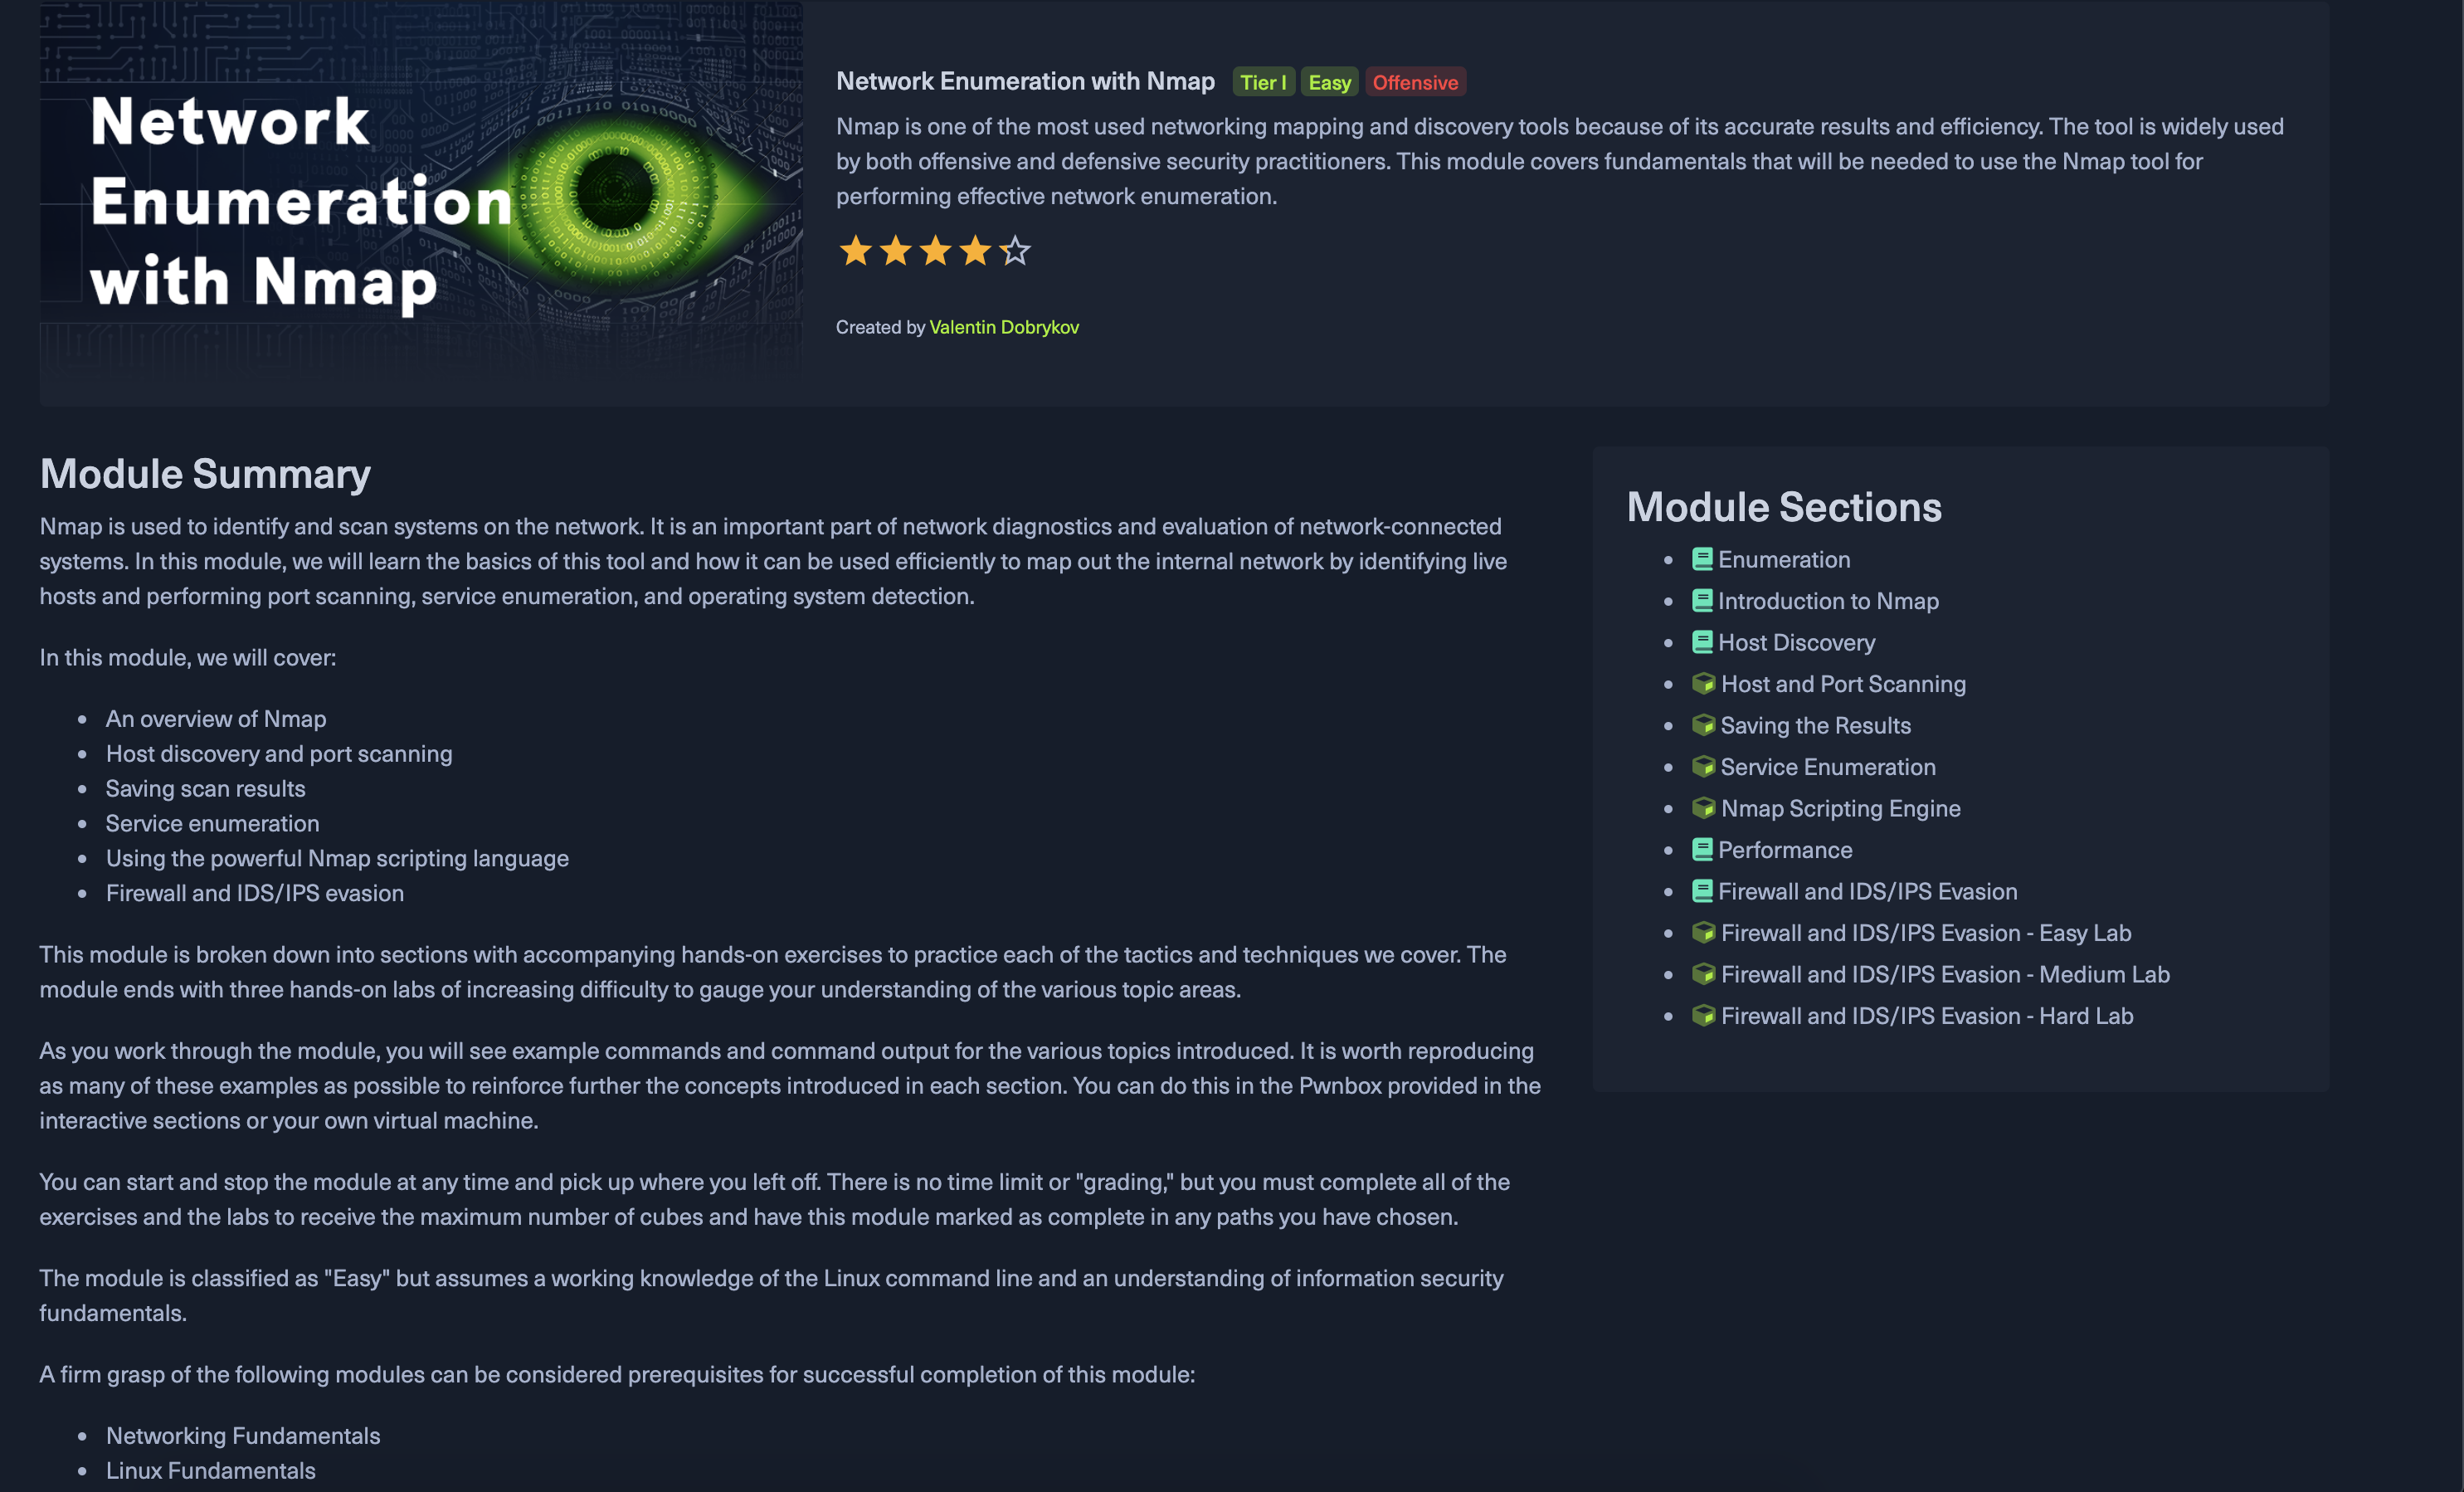 Network
Enumeration
with Nmap
Network Enumeration with Nmap Tier I Easy Offensive
Nmap is one of the most used networking mapping and discovery tools because of its accurate results and efficiency. The tool is widely used
by both offensive and defensive security practitioners. This module covers fundamentals that will be needed to use the Nmap tool for
performing effective network enumeration.
Created by Valentin Dobrykov
Module Summary
Nmap is used to identify and scan systems on the network. It is an important part of network diagnostics and evaluation of network-connected
systems. In this module, we will learn the basics of this tool and how it can be used efficiently to map out the internal network by identifying live
hosts and performing port scanning, service enumeration, and operating system detection.
In this module, we will cover:
An overview of Nmap
Host discovery and port scanning
Saving scan results
Service enumeration
Using the powerful Nmap scripting language
Firewall and IDS/IPS evasion
This module is broken down into sections with accompanying hands-on exercises to practice each of the tactics and techniques we cover. The
module ends with three hands-on labs of increasing difficulty to gauge your understanding of the various topic areas.
As you work through the module, you will see example commands and command output for the various topics introduced. It is worth reproducing
as many of these examples as possible to reinforce further the concepts introduced in each section. You can do this in the Pwnbox provided in the
interactive sections or your own virtual machine.
You can start and stop the module at any time and pick up where you left off. There is no time limit or "grading," but you must complete all of the
exercises and the labs to receive the maximum number of cubes and have this module marked as complete in any paths you have chosen.
The module is classified as "Easy" but assumes a working knowledge of the Linux command line and an understanding of information security
fundamentals.
A firm grasp of the following modules can be considered prerequisites for successful completion of this module:
Networking Fundamentals
Linux Fundamentals
Module Sections
Enumeration
Introduction to Nmap
Host Discovery
Host and Port Scanning
Saving the Results
Service Enumeration
Nmap Scripting Engine
Performance
Firewall and IDS/IPS Evasion
Firewall and IDS/IPS Evasion - Easy Lab
Firewall and IDS/IPS Evasion - Medium Lab
Firewall and IDS/IPS Evasion - Hard Lab